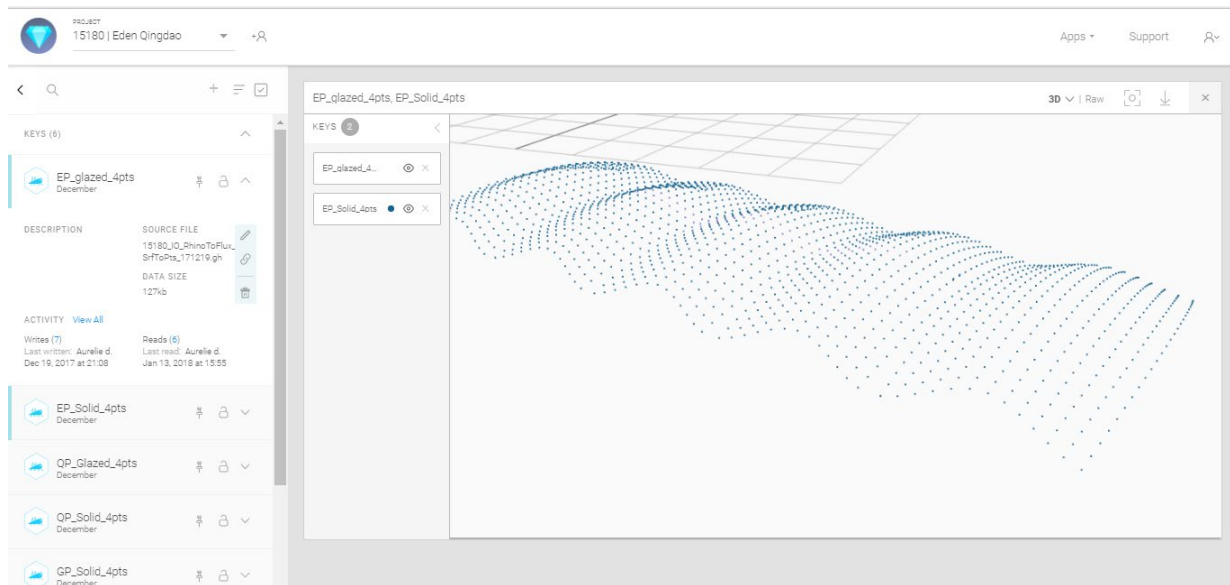 PROJECT
15180 | Eden Qingdao
Apps
Support
KEYS (6)
EP_glazed_4pts
December
DESCRIPTION
SOURCE FILE
15180_IO_RhinoToFlux_
SrfToPts_171219.gh
DATA SIZE
127kb
ACTIVITY View All
Writes (7)
Last written: Aurelie d.
Dec 19, 2017 at 21:08
Reads (6)
Last read: Aurelie d.
Jan 13, 2018 at 15:55
EP_Solid_4pts
December
QP_Glazed_4pts
December
QP_Solid_4pts
December
GP_Solid_4pts
December
EP_glazed_4pts, EP_Solid_4pts
3D | Raw
KEYS 2
EP_glazed_4...
EP_Solid_4pts